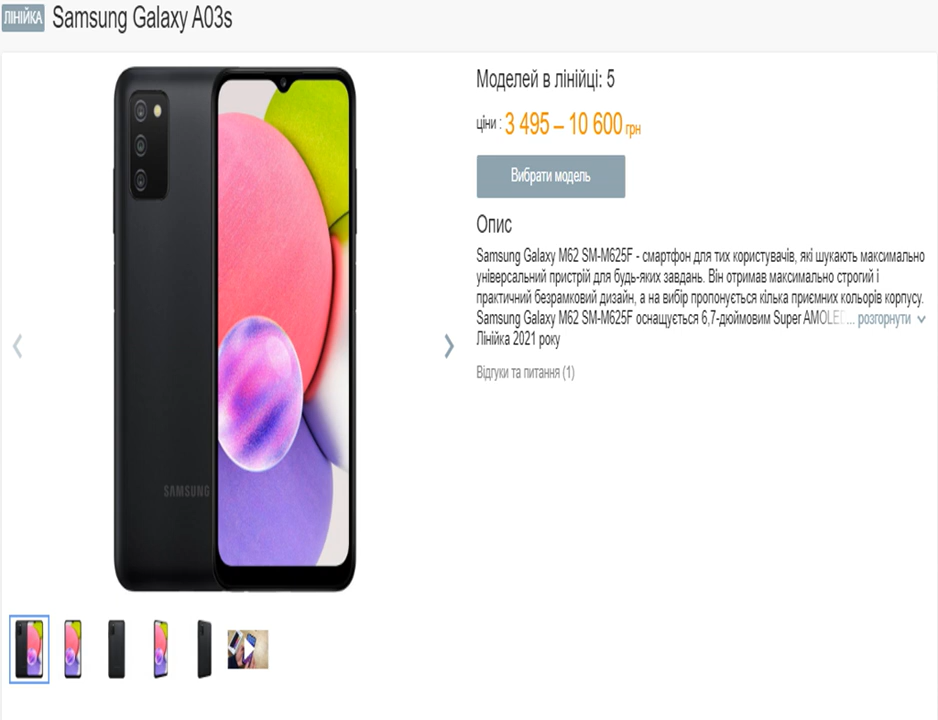 ЛІНІЙКА Samsung Galaxy A03s
Моделей в лінійці: 5
ціни : 3 495 – 10 600 грн
Вибрати модель
Опис
Samsung Galaxy M62 SM-M625F - смартфон для тих користувачів, які шукають максимально
універсальний пристрій для будь-яких завдань. Він отримав максимально строгий і
практичний безрамковий дизайн, а на вибір пропонується кілька приємних кольорів корпусу.
Samsung Galaxy M62 SM-M625F оснащується 6,7-дюймовим Super AMOLED... розгорнути
Лінійка 2021 року
Відгуки та питання (1)
SAMSUNG